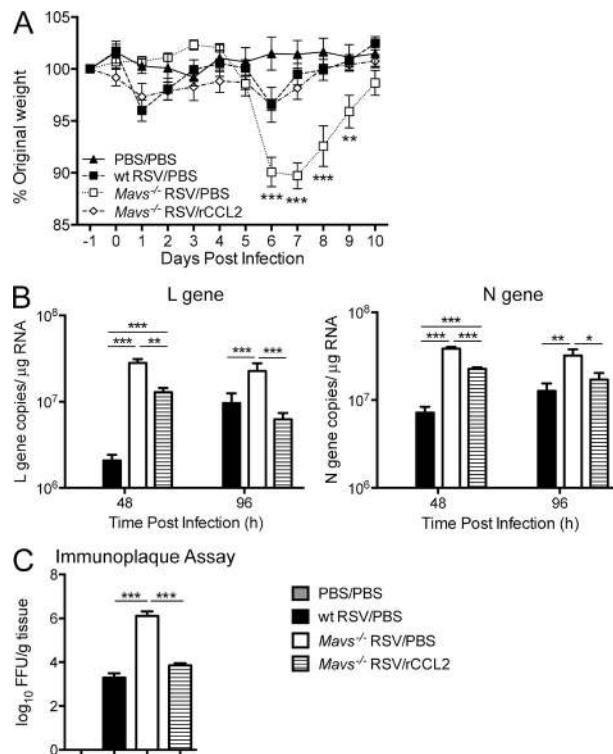 A
105
100
95
90
85
% Original weight
PBS/PBS
wt RSV/PBS
Mavs-/- RSV/PBS
Mavs-/- RSV/rCCL2
*** *** *** **
-1 0 1 2 3 4 5 6 7 8 9 10
Days Post Infection
B
L gene
10⁸
10⁷
10⁶
L gene copies/ μg RNA
***
*** **
*** ***
48 96
Time Post Infection (h)
N gene
10⁸
10⁷
10⁶
N gene copies/ μg RNA
***
*** ***
** *
48 96
Time Post Infection (h)
C
Immunoplaque Assay
6
4
2
0
log₁₀ FFU/g tissue
*** ***
PBS/PBS
wt RSV/PBS
Mavs-/- RSV/PBS
Mavs-/- RSV/rCCL2